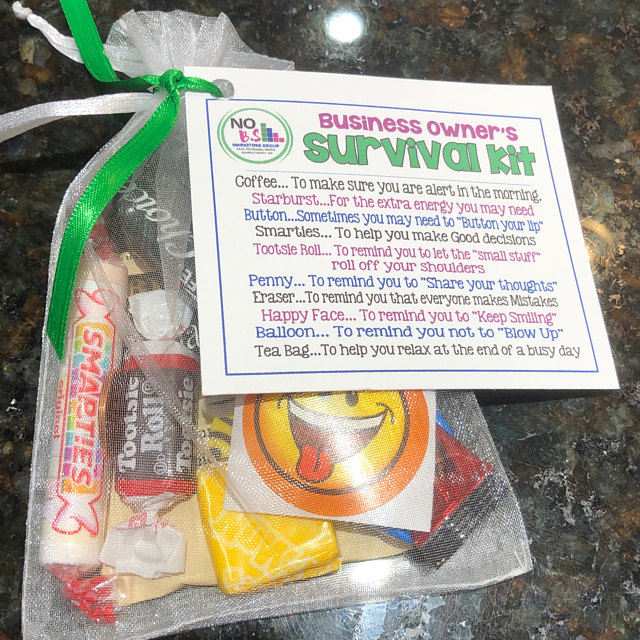 NO
B.S
MARKETING GROUP
Business Owner's
Survival Kit
Coffee... To make sure you are alert in the morning.
Starburst...For the extra energy you may need
Button...Sometimes you may need to "Button your lip"
Smarties... To help you make Good decisions
Tootsie Roll... To remind you to let the "small stuff"
roll off your shoulders
Penny... To remind you to "Share your thoughts"
Eraser...To remind you that everyone makes Mistakes
Happy Face... To remind you to "Keep Smiling"
Balloon... To remind you not to "Blow Up"
Tea Bag...To help you relax at the end of a busy day
Choice
SMARTIES
Tootsie
Roll
Tootsie